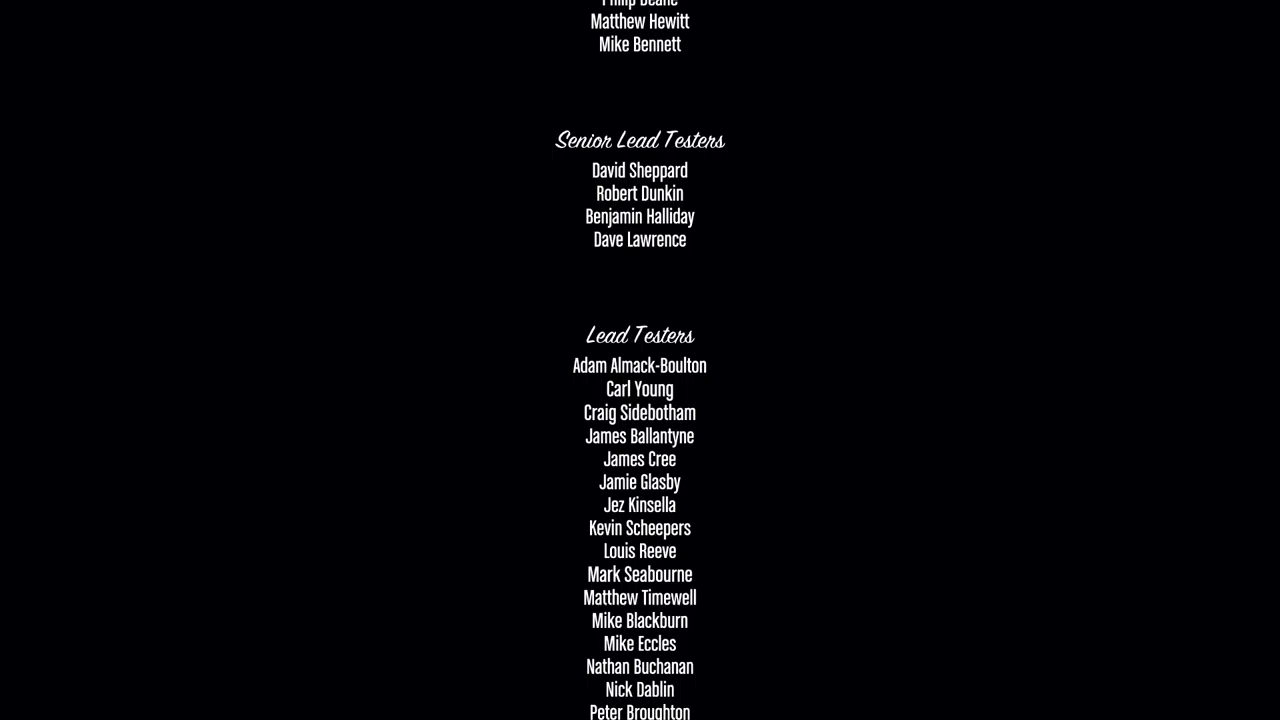 Philip Deane
Matthew Hewitt
Mike Bennett
Senior Lead Testers
David Sheppard
Robert Dunkin
Benjamin Halliday
Dave Lawrence
Lead Testers
Adam Almack-Boulton
Carl Young
Craig Sidebotham
James Ballantyne
James Cree
Jamie Glasby
Jez Kinsella
Kevin Scheepers
Louis Reeve
Mark Seabourne
Matthew Timewell
Mike Blackburn
Mike Eccles
Nathan Buchanan
Nick Dablin
Peter Broughton